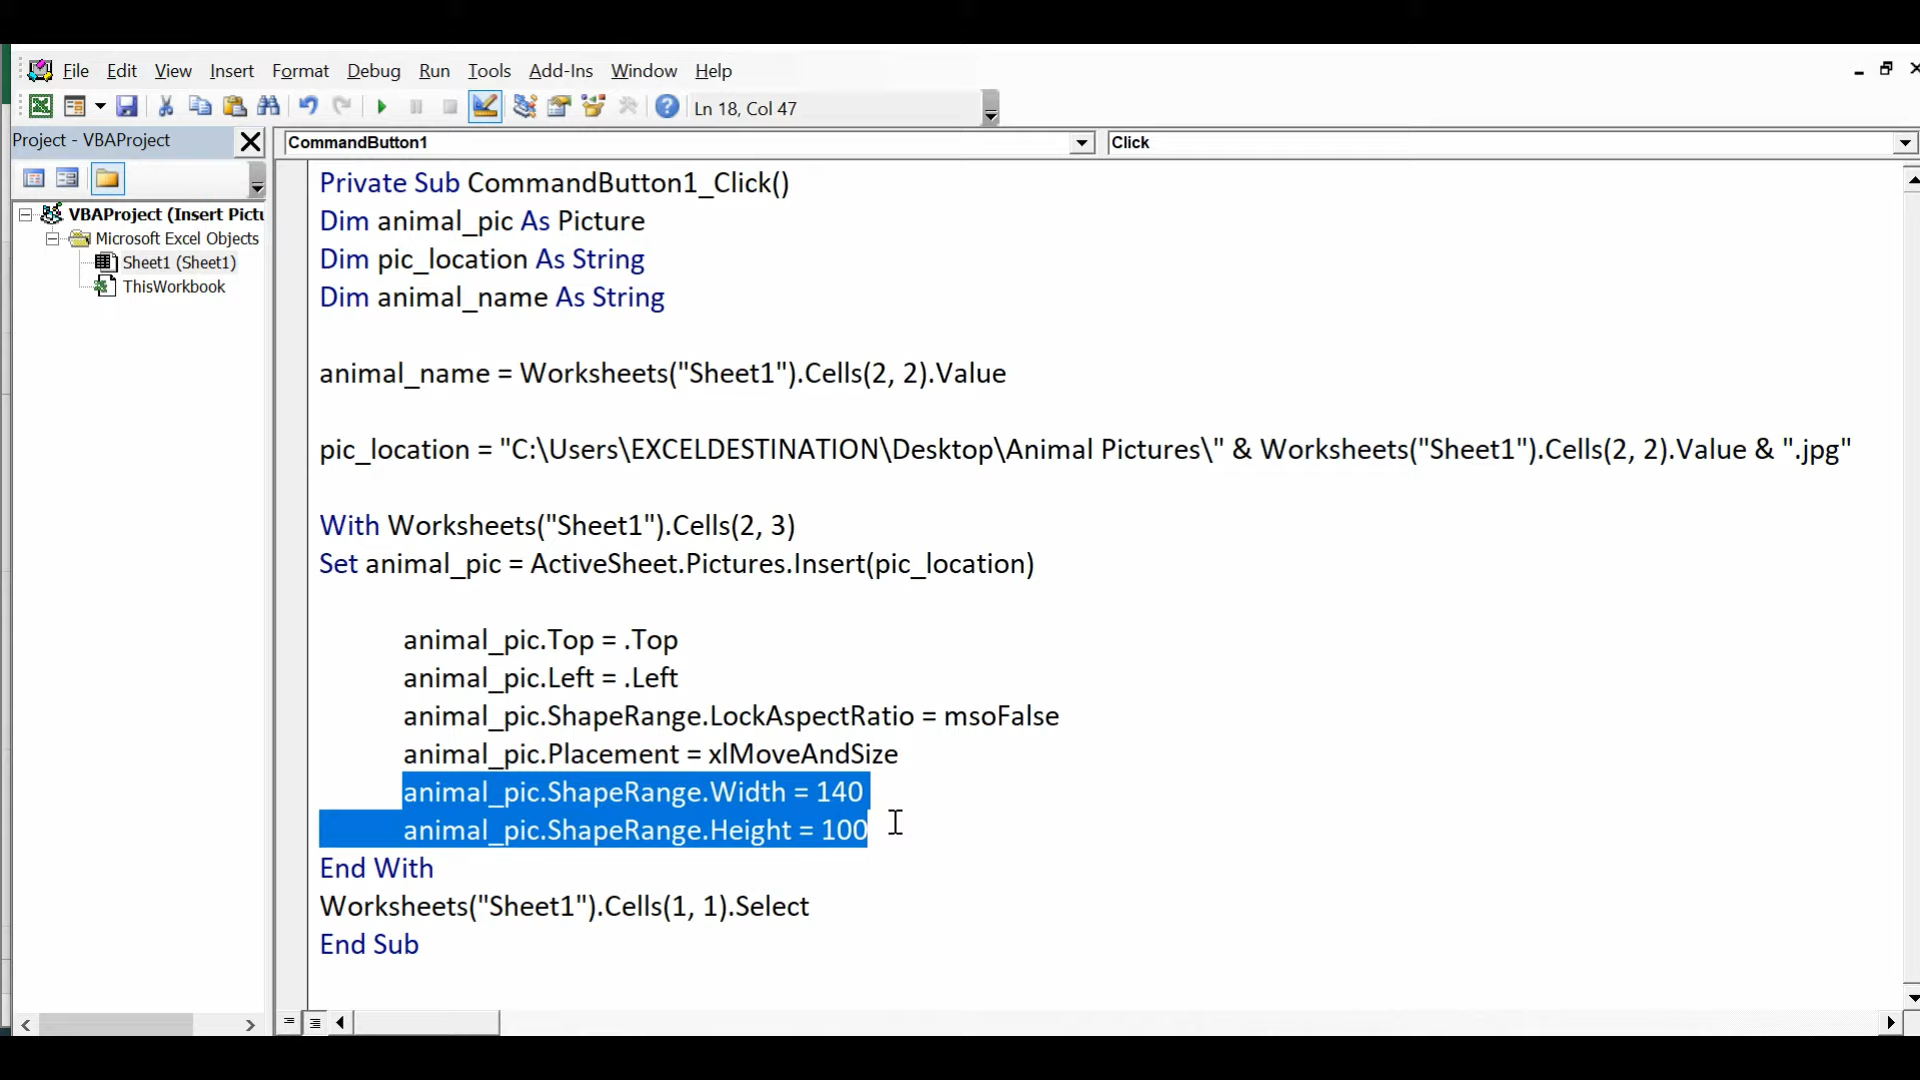 File Edit View Insert Format Debug Run Tools Add-Ins Window Help
Ln 18, Col 47
Project - VBAProject
CommandButton1
Click
VBAProject (Insert Pictu
Microsoft Excel Objects
Sheet1 (Sheet1)
ThisWorkbook
Private Sub CommandButton1_Click()
Dim animal_pic As Picture
Dim pic_location As String
Dim animal_name As String
animal_name = Worksheets("Sheet1").Cells(2, 2).Value
pic_location = "C:\Users\EXCELDESTINATION\Desktop\Animal Pictures\" & Worksheets("Sheet1").Cells(2, 2).Value & ".jpg"
With Worksheets("Sheet1").Cells(2, 3)
Set animal_pic = ActiveSheet.Pictures.Insert(pic_location)
animal_pic.Top = .Top
animal_pic.Left = .Left
animal_pic.ShapeRange.LockAspectRatio = msoFalse
animal_pic.Placement = xlMoveAndSize
animal_pic.ShapeRange.Width = 140
animal_pic.ShapeRange.Height = 100
End With
Worksheets("Sheet1").Cells(1, 1).Select
End Sub